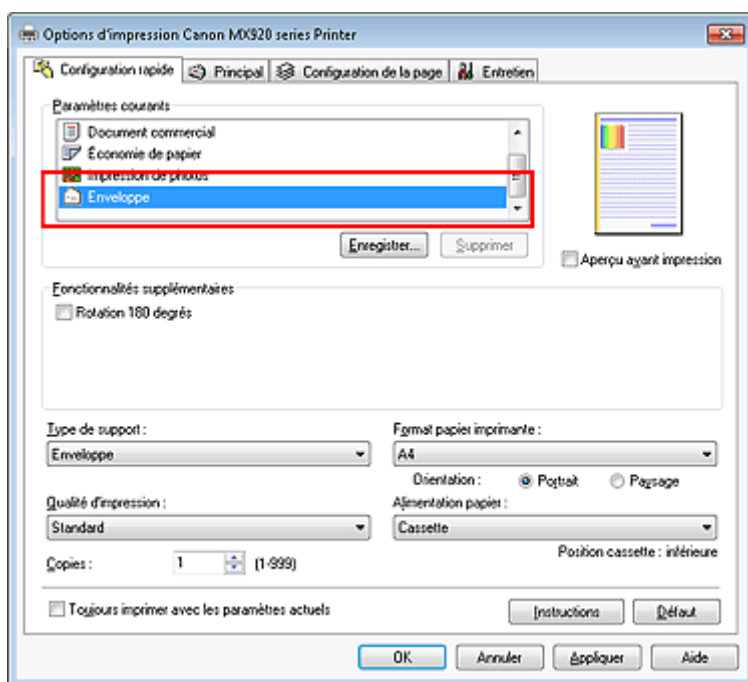 Options d'impression Canon MX920 series Printer
Configuration rapide Principal Configuration de la page Entretien
Paramètres courants
Document commercial
Économie de papier
Impression de photos
Enveloppe
Enregistrer... Supprimer
Aperçu avant impression
Fonctionnalités supplémentaires
Rotation 180 degrés
Type de support : Format papier imprimante :
Enveloppe A4
Orientation : Portrait Paysage
Qualité d'impression : Alimentation papier :
Standard Cassette
Copies : 1 (1-999) Position cassette : inférieure
Toujours imprimer avec les paramètres actuels Instructions Défaut
OK Annuler Appliquer Aide